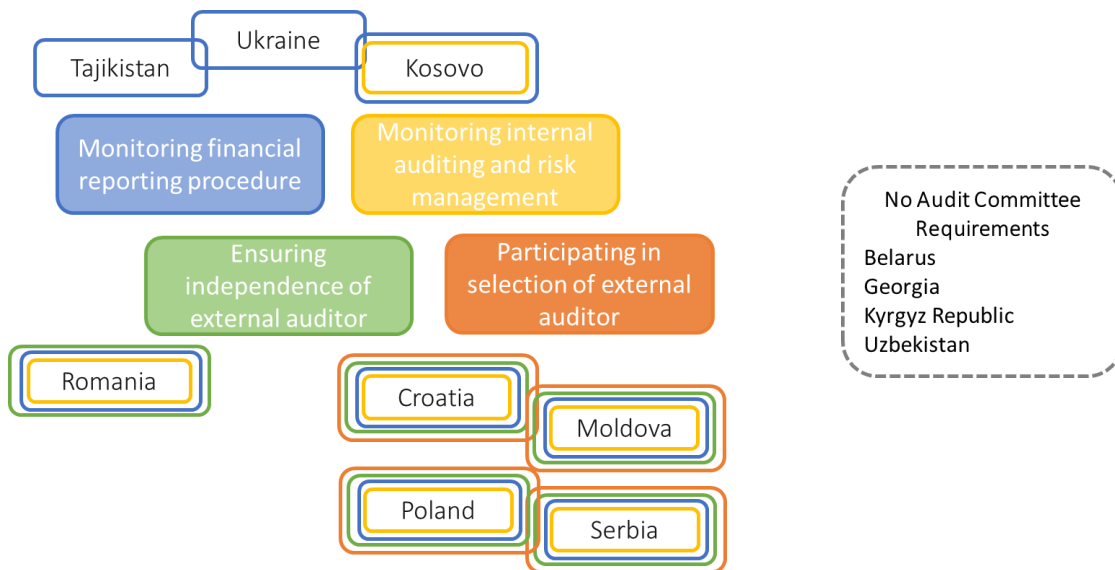 Ukraine
Tajikistan
Kosovo
Monitoring financial
reporting procedure
Monitoring internal
auditing and risk
management
Ensuring
independence of
external auditor
Participating in
selection of external
auditor
No Audit Committee
Requirements
Belarus
Georgia
Kyrgyz Republic
Uzbekistan
Romania
Croatia
Moldova
Poland
Serbia